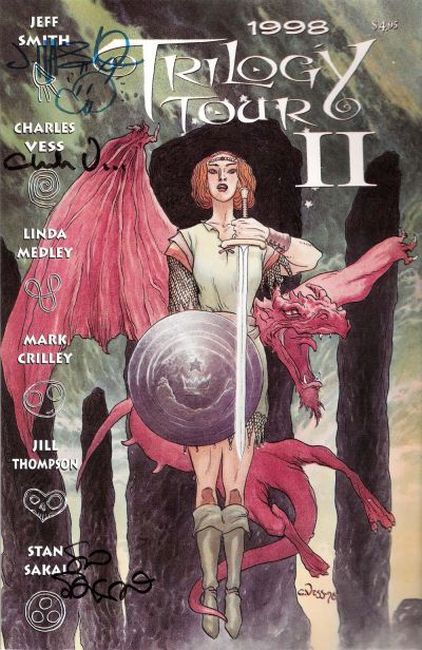 JEFF
SMITH
1998
$4.95
TRILOGY
TOUR
II
CHARLES
VESS
LINDA
MEDLEY
MARK
CRILLEY
JILL
THOMPSON
STAN
SAKAI
C.VESS 98